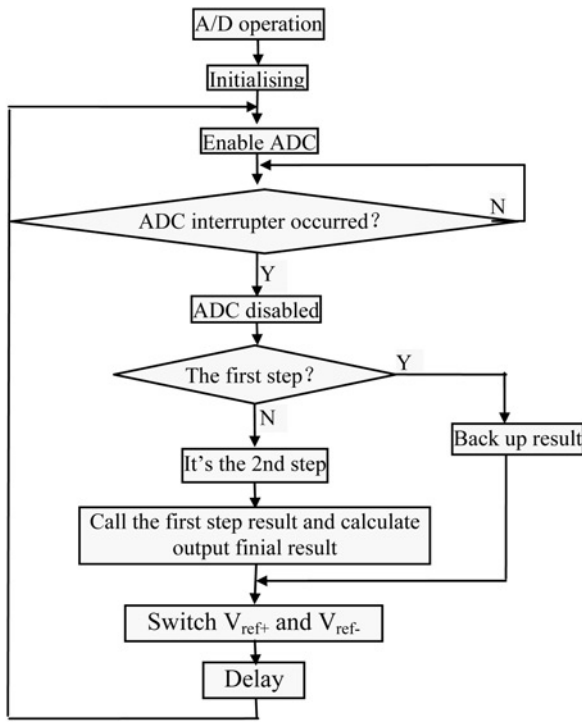 A/D operation
Initialising
Enable ADC
ADC interrupter occurred？
N
Y
ADC disabled
The first step？
Y
N
Back up result
It's the 2nd step
Call the first step result and calculate
output finial result
Switch Vref+ and Vref-
Delay